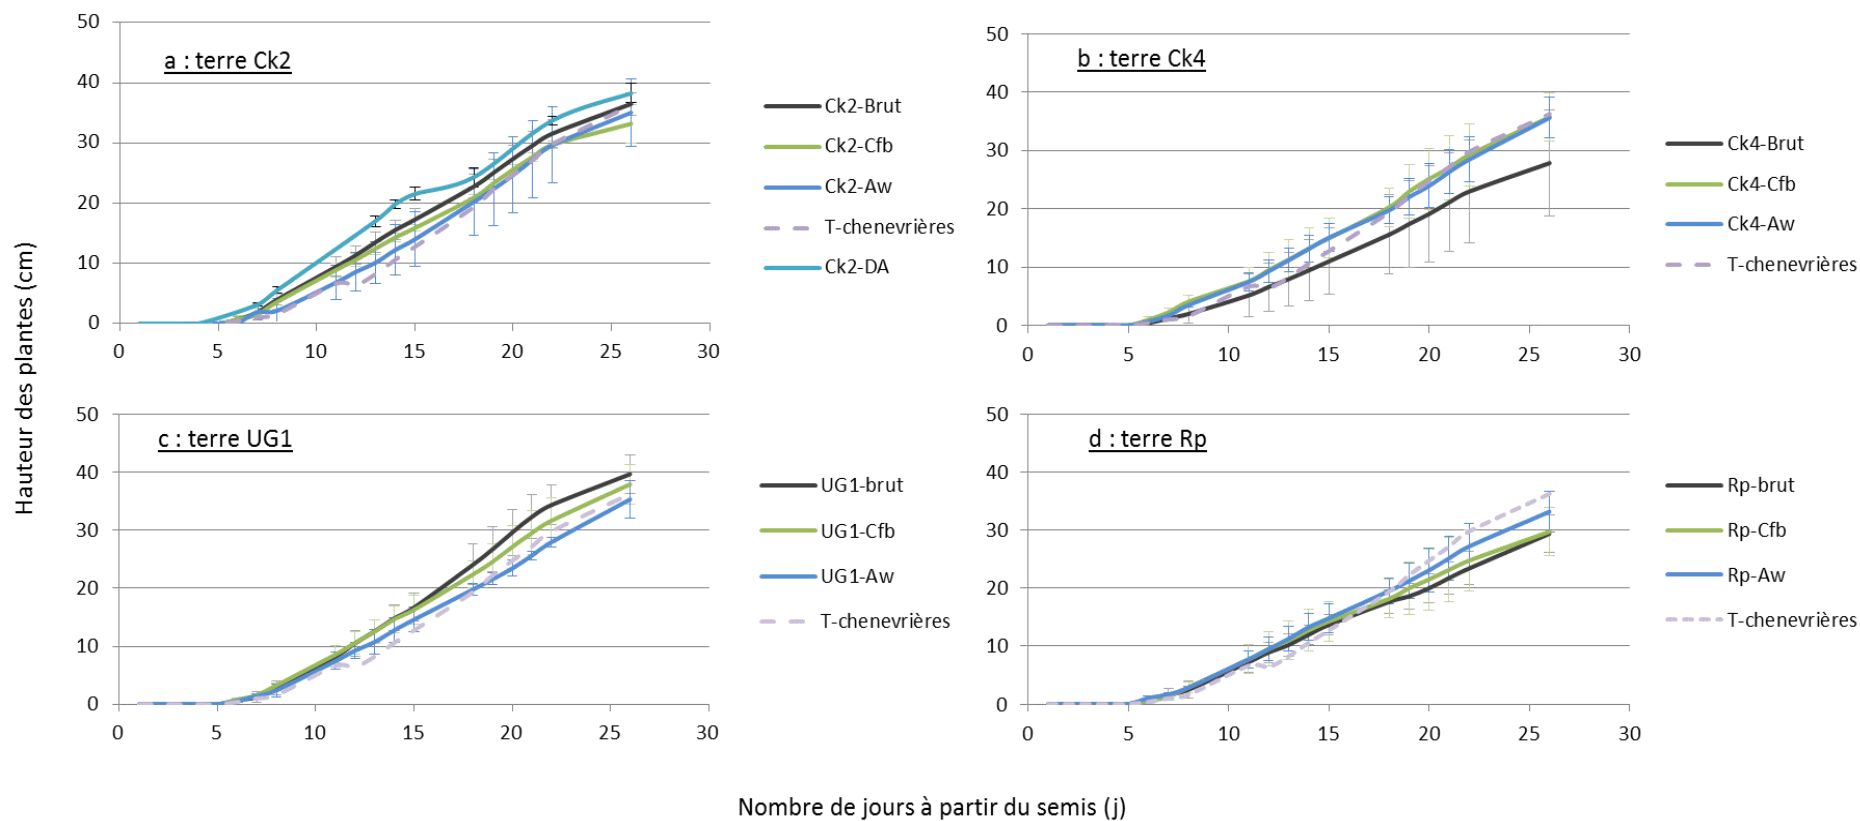 Hauteur des plantes (cm)
a : terre Ck2
50
40
30
20
10
0
0 5 10 15 20 25 30
Ck2-Brut
Ck2-Cfb
Ck2-Aw
T-chenevrières
Ck2-DA
b : terre Ck4
50
40
30
20
10
0
0 5 10 15 20 25 30
Ck4-Brut
Ck4-Cfb
Ck4-Aw
T-chenevrières
c : terre UG1
50
40
30
20
10
0
0 5 10 15 20 25 30
UG1-brut
UG1-Cfb
UG1-Aw
T-chenevrières
d : terre Rp
50
40
30
20
10
0
0 5 10 15 20 25 30
Rp-brut
Rp-Cfb
Rp-Aw
T-chenevrières
Nombre de jours à partir du semis (j)